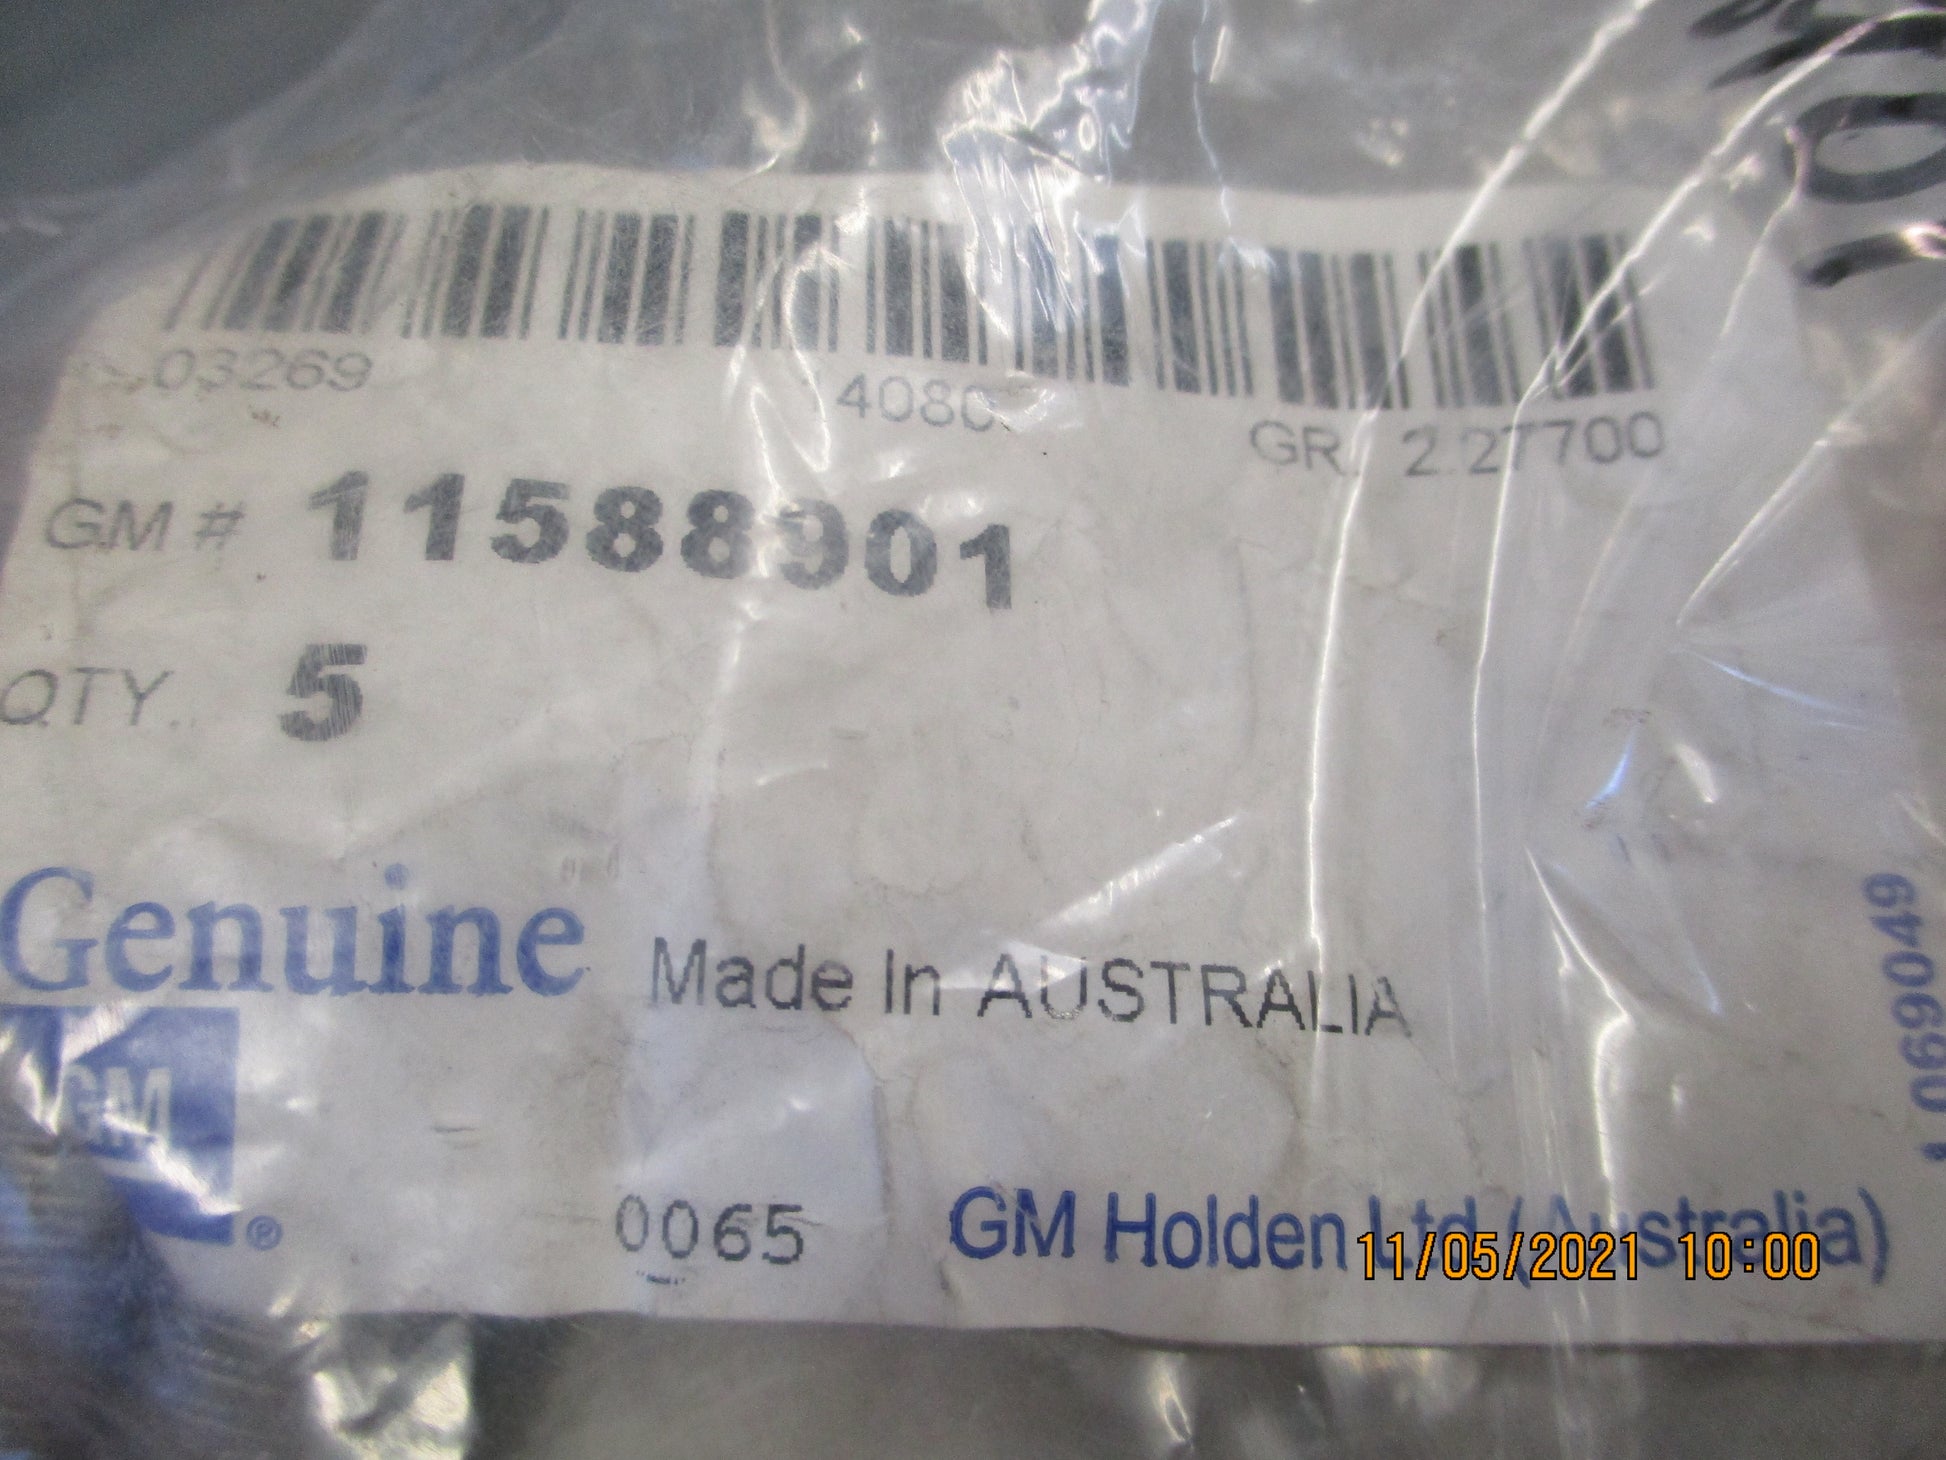 03269 4080 GR. 2.27700
GM # 11588901
QTY. 5
Genuine
Made In AUSTRALIA
GM ®
0065
GM Holden Ltd (Australia)
069049
11/05/2021 10:00